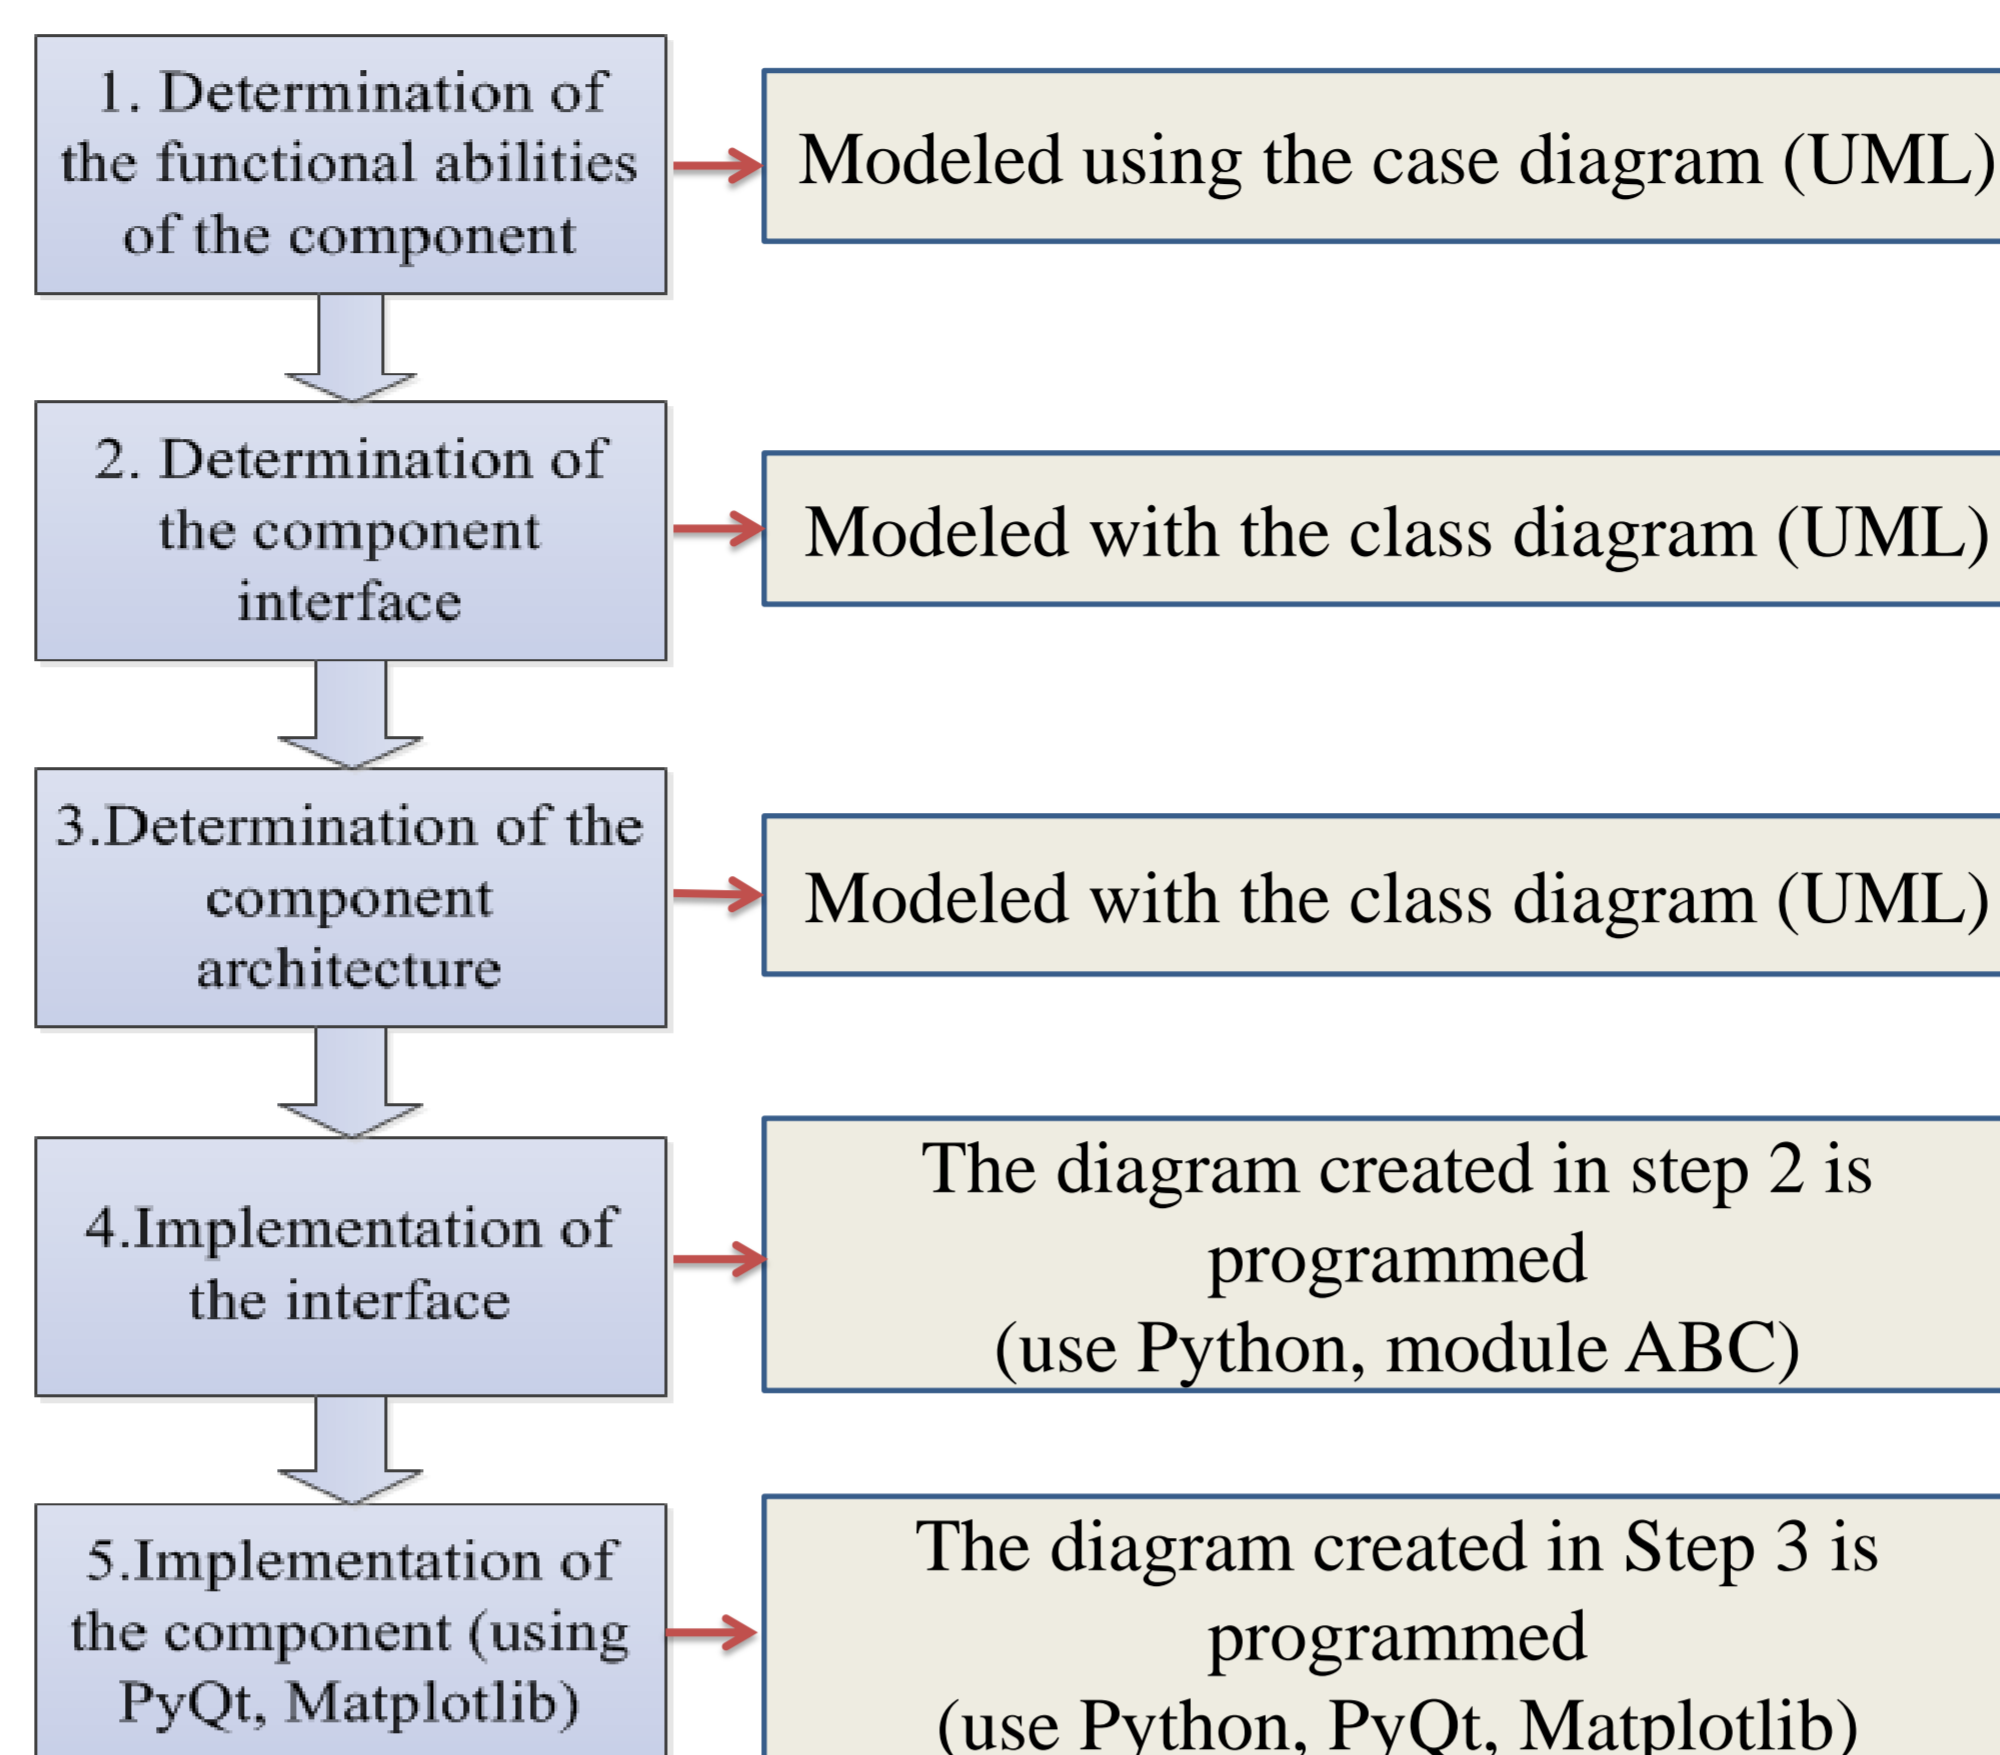 1. Determination of
the functional abilities
of the component
Modeled using the case diagram (UML)
2. Determination of
the component
interface
Modeled with the class diagram (UML)
3.Determination of the
component
architecture
Modeled with the class diagram (UML)
4.Implementation of
the interface
The diagram created in step 2 is
programmed
(use Python, module ABC)
5.Implementation of
the component (using
PyQt, Matplotlib)
The diagram created in Step 3 is
programmed
(use Python, PyQt, Matplotlib)